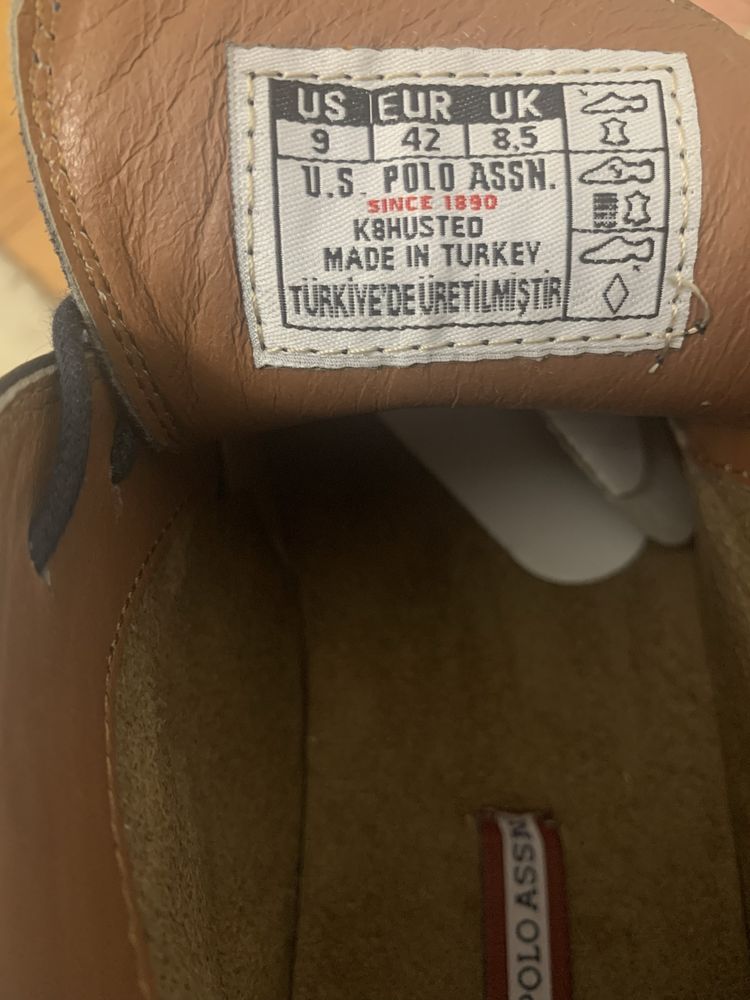 US EUR UK
9 42 8,5
U.S. POLO ASSN.
SINCE 1890
K8HUSTED
MADE IN TURKEY
TÜRKİYE'DE ÜRETİLMİŞTİR
POLO ASSN